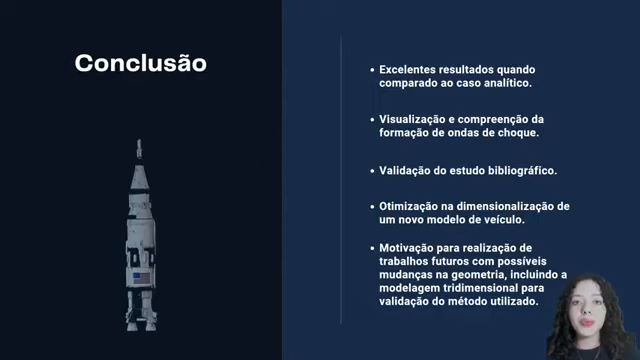 Conclusão
• Excelentes resultados quando
comparado ao caso analítico.
• Visualização e compreenção da
formação de ondas de choque.
• Validação do estudo bibliográfico.
• Otimização na dimensionalização de
um novo modelo de veículo.
• Motivação para realização de
trabalhos futuros com possíveis
mudanças na geometria, incluindo a
modelagem tridimensional para
validação do método utilizado.